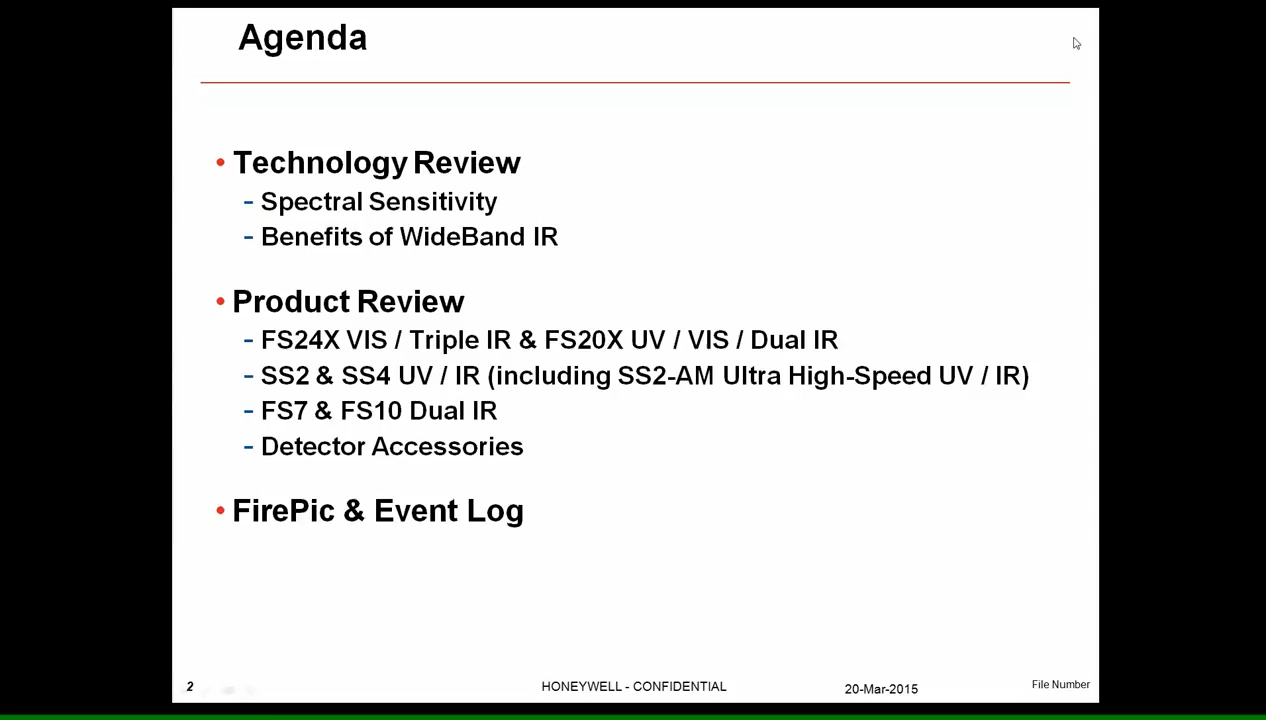 Agenda
• Technology Review
- Spectral Sensitivity
- Benefits of WideBand IR
• Product Review
- FS24X VIS / Triple IR & FS20X UV / VIS / Dual IR
- SS2 & SS4 UV / IR (including SS2-AM Ultra High-Speed UV / IR)
- FS7 & FS10 Dual IR
- Detector Accessories
• FirePic & Event Log
2 HONEYWELL - CONFIDENTIAL 20-Mar-2015 File Number